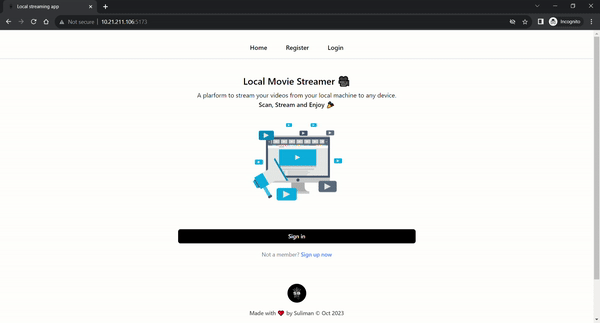 Local streaming app
Not secure 10.21.211.106:5173
Incognito
Home Register Login
Local Movie Streamer
A plarform to stream your videos from your local machine to any device.
Scan, Stream and Enjoy
Sign in
Not a member? Sign up now
Made with ❤️ by Suliman © Oct 2023